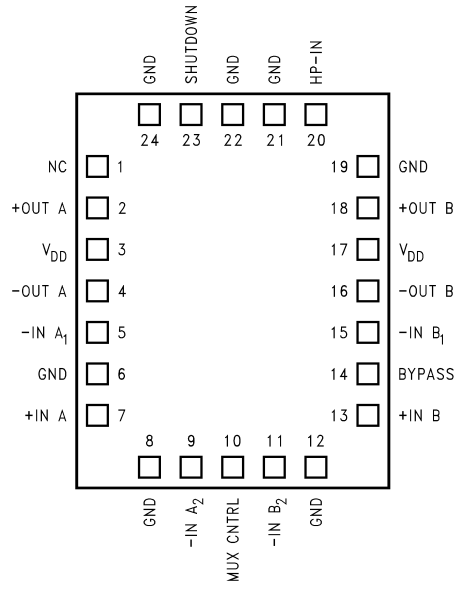 GND
SHUTDOWN
GND
GND
HP-IN
24 23 22 21 20
NC 1 19 GND
+OUT A 2 18 +OUT B
V_DD 3 17 V_DD
-OUT A 4 16 -OUT B
-IN A₁ 5 15 -IN B₁
GND 6 14 BYPASS
+IN A 7 13 +IN B
8 9 10 11 12
GND
-IN A₂
MUX CNTRL
-IN B₂
GND